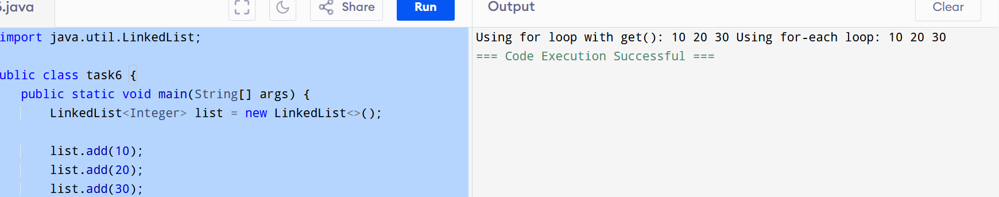 .java
Share
Run
Output
Clear
import java.util.LinkedList;
ublic class task6 {
public static void main(String[] args) {
LinkedList<Integer> list = new LinkedList<>();
list.add(10);
list.add(20);
list.add(30);
Using for loop with get(): 10 20 30 Using for-each loop: 10 20 30
=== Code Execution Successful ===